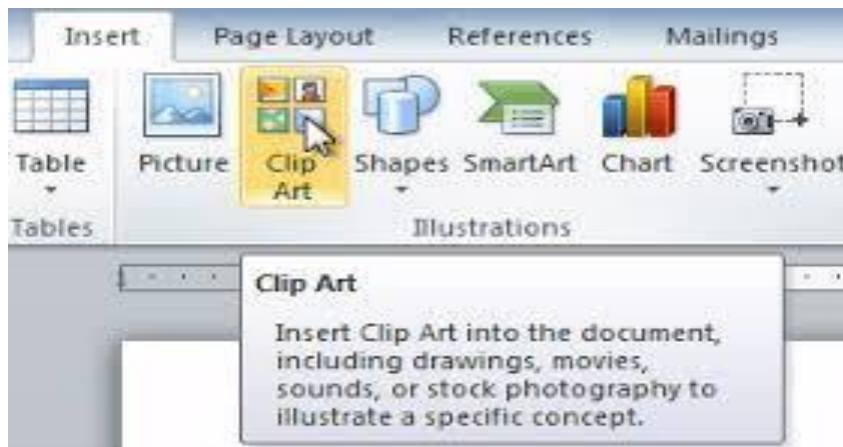 Insert Page Layout References Mailings
Table Picture Clip Art Shapes SmartArt Chart Screenshot
Tables Illustrations
Clip Art
Insert Clip Art into the document,
including drawings, movies,
sounds, or stock photography to
illustrate a specific concept.